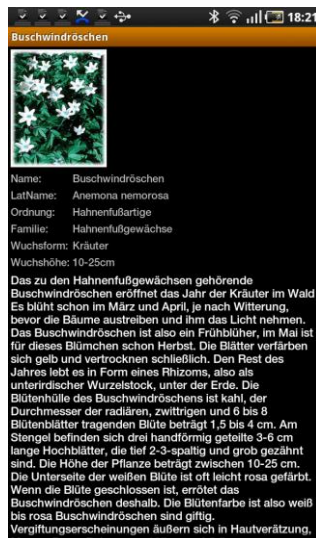 18:21
Buschwindröschen
Name: Buschwindröschen
LatName: Anemona nemorosa
Ordnung: Hahnenfußartige
Familie: Hahnenfußgewächse
Wuchsform: Kräuter
Wuchshöhe: 10-25cm
Das zu den Hahnenfußgewächsen gehörende
Buschwindröschen eröffnet das Jahr der Kräuter im Wald
Es blüht schon im März und April, je nach Witterung,
bevor die Bäume austreiben und ihm das Licht nehmen.
Das Buschwindröschen ist also ein Frühblüher, im Mai ist
für dieses Blümchen schon Herbst. Die Blätter verfärben
sich gelb und vertrocknen schließlich. Den Rest des
Jahres lebt es in Form eines Rhizoms, also als
unterirdischer Wurzelstock, unter der Erde. Die
Blütenhülle des Buschwindröschens ist kahl, der
Durchmesser der radiären, zwittrigen und 6 bis 8
Blütenblätter tragenden Blüte beträgt 1,5 bis 4 cm. Am
Stengel befinden sich drei handförmig geteilte 3-6 cm
lange Hochblätter, die tief 2-3-spaltig und grob gezähnt
sind. Die Höhe der Pflanze beträgt zwischen 10-25 cm.
Die Unterseite der weißen Blüte ist oft leicht rosa gefärbt.
Wenn die Blüte geschlossen ist, errötet das
Buschwindröschen deshalb. Die Blütenfarbe ist also weiß
bis rosa Buschwindröschen sind giftig.
Vergiftungserscheinungen äußern sich in Hautverätzung,